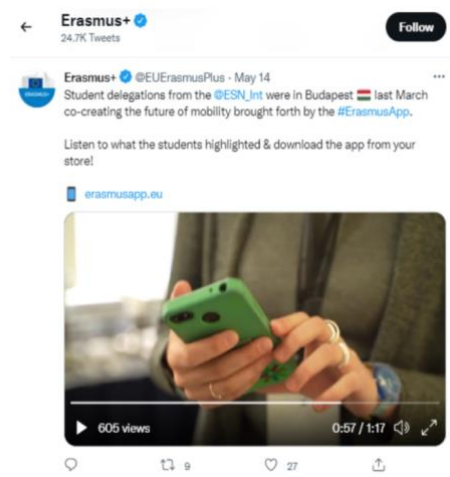 Erasmus+
24.7K Tweets
Follow
Erasmus+ @EUErasmusPlus · May 14
Student delegations from the @ESN_Int were in Budapest 🇭🇺 last March
co-creating the future of mobility brought forth by the #ErasmusApp.
Listen to what the students highlighted & download the app from your
store!
📱 erasmusapp.eu
605 views
0:57 / 1:17
9
27